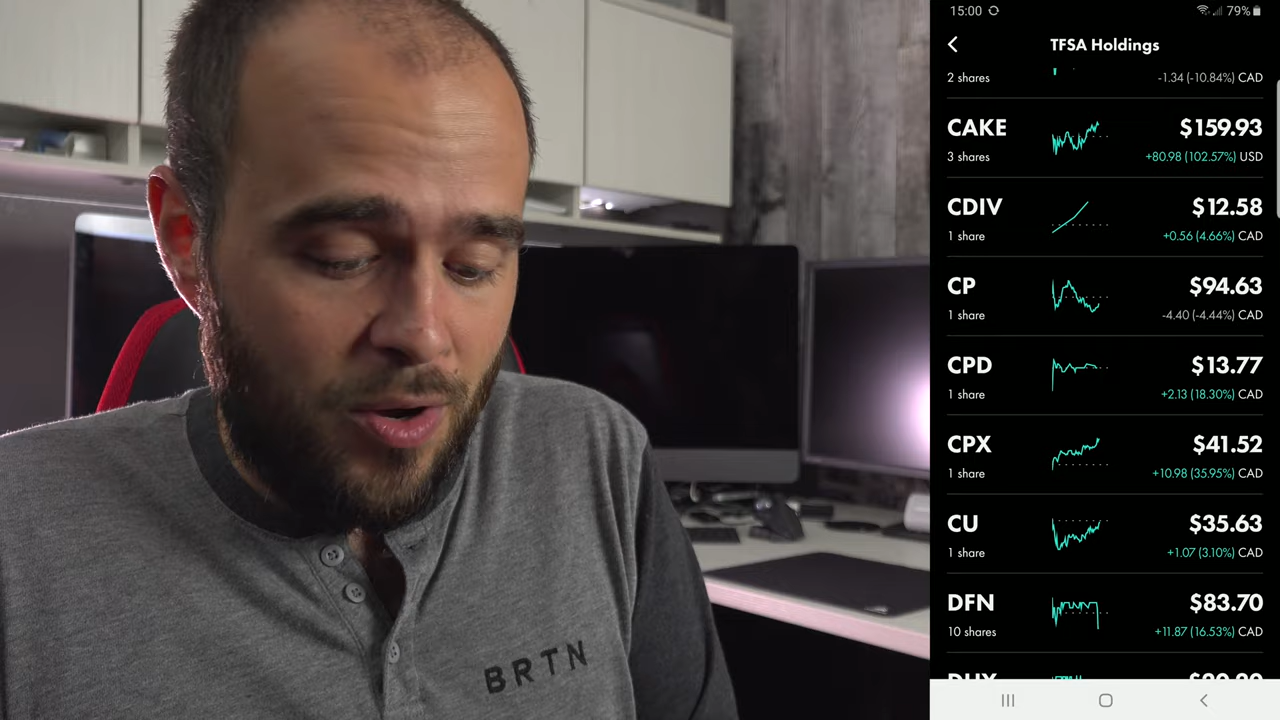 15:00 79%
TFSA Holdings
2 shares -1.34 (-10.84%) CAD
CAKE $159.93
3 shares +80.98 (102.57%) USD
CDIV $12.58
1 share +0.56 (4.66%) CAD
CP $94.63
1 share -4.40 (-4.44%) CAD
CPD $13.77
1 share +2.13 (18.30%) CAD
CPX $41.52
1 share +10.98 (35.95%) CAD
CU $35.63
1 share +1.07 (3.10%) CAD
DFN $83.70
10 shares +11.87 (16.53%) CAD
BRTN